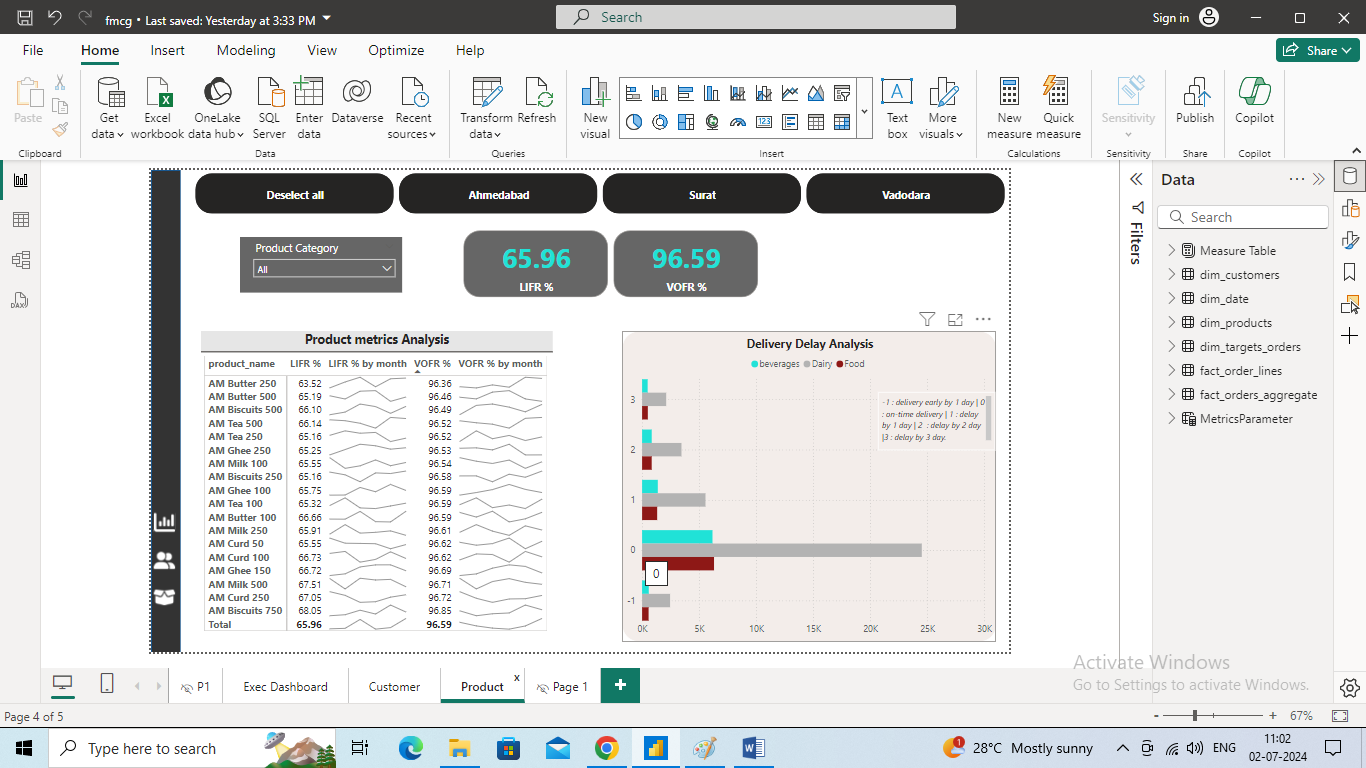 fmcg • Last saved: Yesterday at 3:33 PM
Search
Sign in
File Home Insert Modeling View Optimize Help
Share
Paste
Get data
Excel workbook
OneLake data hub
SQL Server
Enter data
Dataverse
Recent sources
Transform data
Refresh
New visual
Text box
More visuals
New measure
Quick measure
Sensitivity
Publish
Copilot
Clipboard Data Queries Insert Calculations Sensitivity Share Copilot
Deselect all Ahmedabad Surat Vadodara
Product Category
All
65.96
LIFR %
96.59
VOFR %
Product metrics Analysis
product_name LIFR % LIFR % by month VOFR % VOFR % by month
AM Butter 250 63.52 96.36
AM Butter 500 65.19 96.46
AM Biscuits 500 66.10 96.49
AM Tea 500 66.14 96.52
AM Tea 250 65.16 96.52
AM Ghee 250 65.25 96.53
AM Milk 100 65.55 96.54
AM Biscuits 250 65.16 96.58
AM Ghee 100 65.75 96.59
AM Tea 100 65.32 96.59
AM Butter 100 66.66 96.59
AM Milk 250 65.91 96.61
AM Curd 50 65.55 96.62
AM Curd 100 66.73 96.62
AM Ghee 150 66.72 96.69
AM Milk 500 67.51 96.71
AM Curd 250 67.05 96.72
AM Biscuits 750 68.05 96.85
Total 65.96 96.59
Delivery Delay Analysis
beverages Dairy Food
-1 : delivery early by 1 day | 0
: on-time delivery | 1 : delay
by 1 day | 2 : delay by 2 day
|3 : delay by 3 day.
3
2
1
0
0
-1
0K 5K 10K 15K 20K 25K 30K
Filters
Data
Search
Measure Table
dim_customers
dim_date
dim_products
dim_targets_orders
fact_order_lines
fact_orders_aggregate
MetricsParameter
Activate Windows
Go to Settings to activate Windows.
P1 Exec Dashboard Customer Product x Page 1 +
Page 4 of 5
- + 67%
Type here to search
28°C Mostly sunny
ENG
11:02
02-07-2024